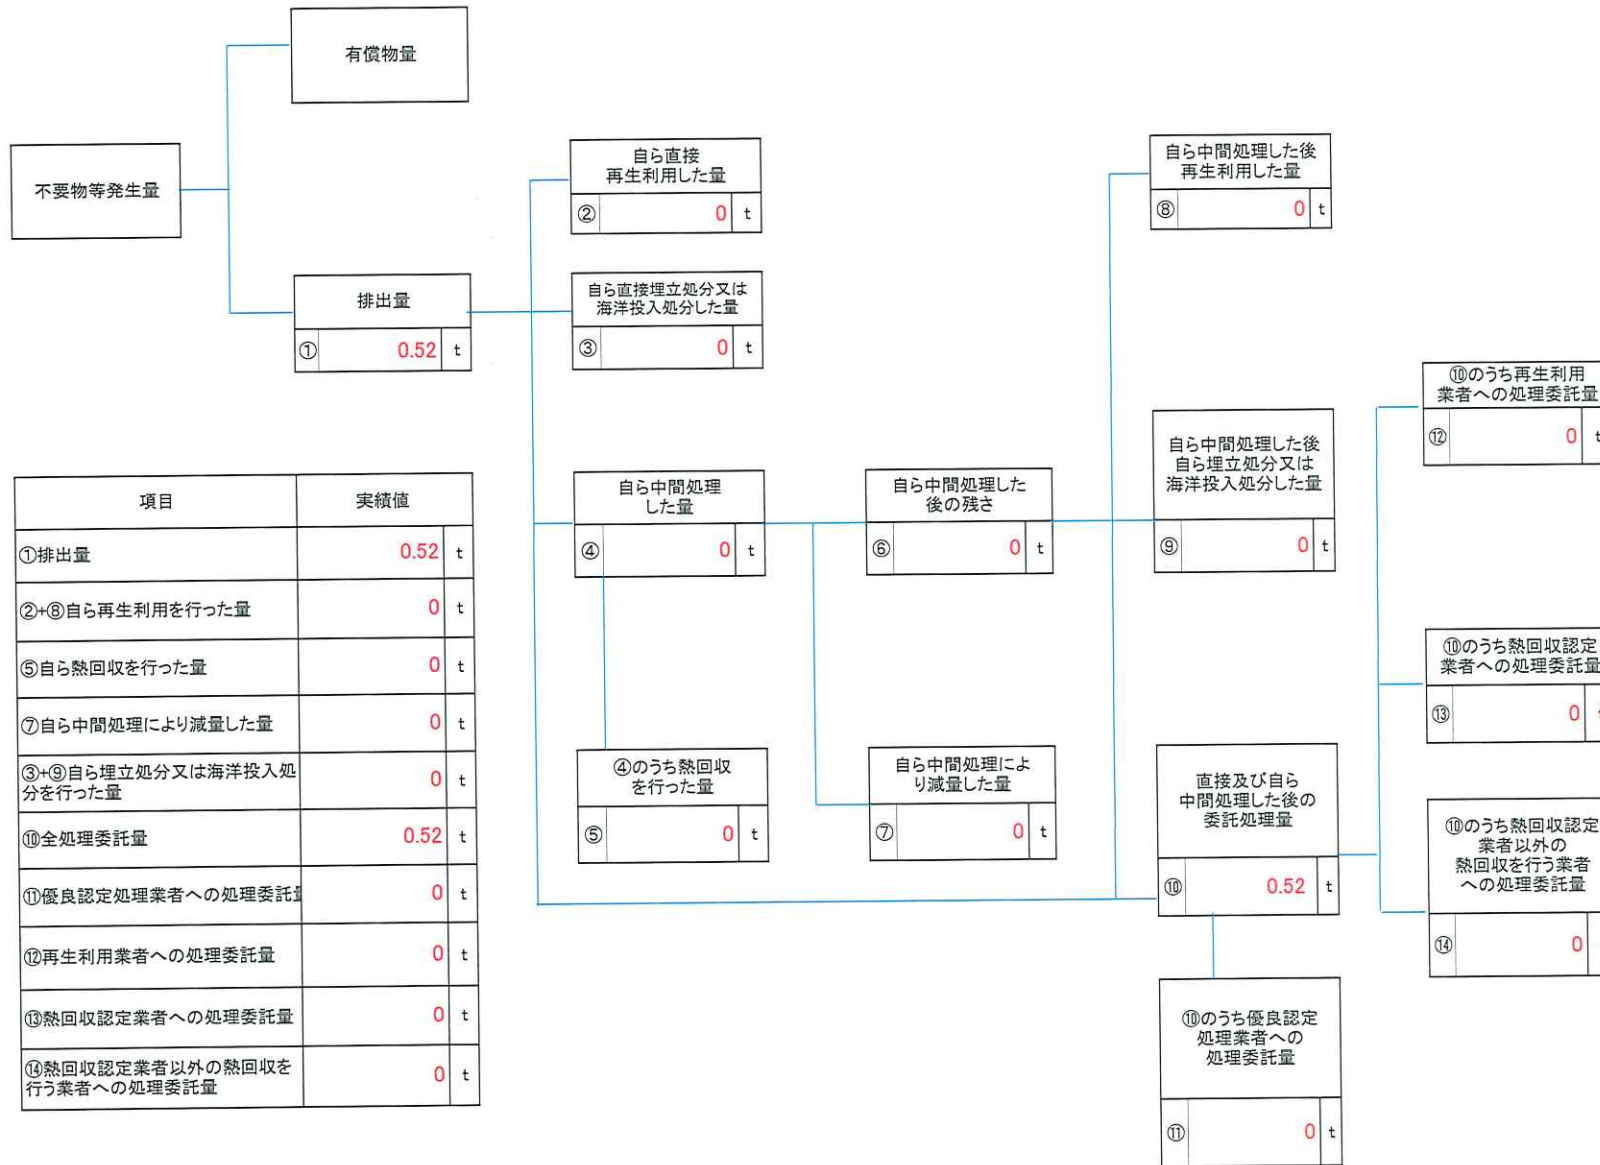 有償物量
不要物等発生量
排出量
① 0.52 t
自ら直接
再生利用した量
② 0 t
自ら直接埋立処分又は
海洋投入処分した量
③ 0 t
自ら中間処理
した量
④ 0 t
④のうち熱回収
を行った量
⑤ 0 t
自ら中間処理した
後の残さ
⑥ 0 t
自ら中間処理によ
り減量した量
⑦ 0 t
自ら中間処理した後
再生利用した量
⑧ 0 t
自ら中間処理した後
自ら埋立処分又は
海洋投入処分した量
⑨ 0 t
直接及び自ら
中間処理した後の
委託処理量
⑩ 0.52 t
⑩のうち優良認定
処理業者への
処理委託量
⑪ 0 t
⑩のうち再生利用
業者への処理委託量
⑫ 0 t
⑩のうち熱回収認定
業者への処理委託量
⑬ 0
⑩のうち熱回収認定
業者以外の
熱回収を行う業者
への処理委託量
⑭ 0
項目 実績値
①排出量 0.52 t
②+⑧自ら再生利用を行った量 0 t
⑤自ら熱回収を行った量 0 t
⑦自ら中間処理により減量した量 0 t
③+⑨自ら埋立処分又は海洋投入処
分を行った量 0 t
⑩全処理委託量 0.52 t
⑪優良認定処理業者への処理委託量 0 t
⑫再生利用業者への処理委託量 0 t
⑬熱回収認定業者への処理委託量 0 t
⑭熱回収認定業者以外の熱回収を
行う業者への処理委託量 0 t